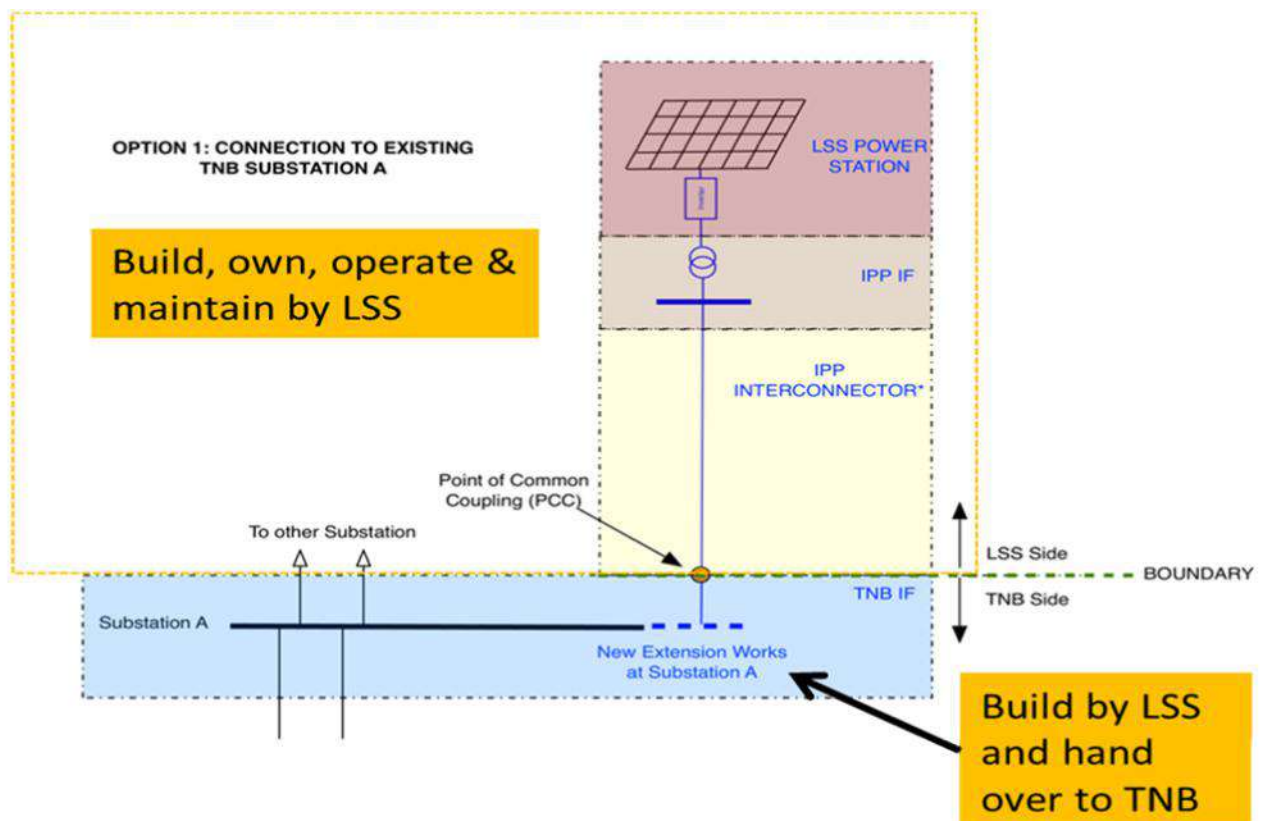 OPTION 1: CONNECTION TO EXISTING
TNB SUBSTATION A
Build, own, operate &
maintain by LSS
LSS POWER
STATION
Inverter
IPP IF
IPP
INTERCONNECTOR*
Point of Common
Coupling (PCC)
To other Substation
LSS Side
BOUNDARY
TNB Side
TNB IF
Substation A
New Extension Works
at Substation A
Build by LSS
and hand
over to TNB